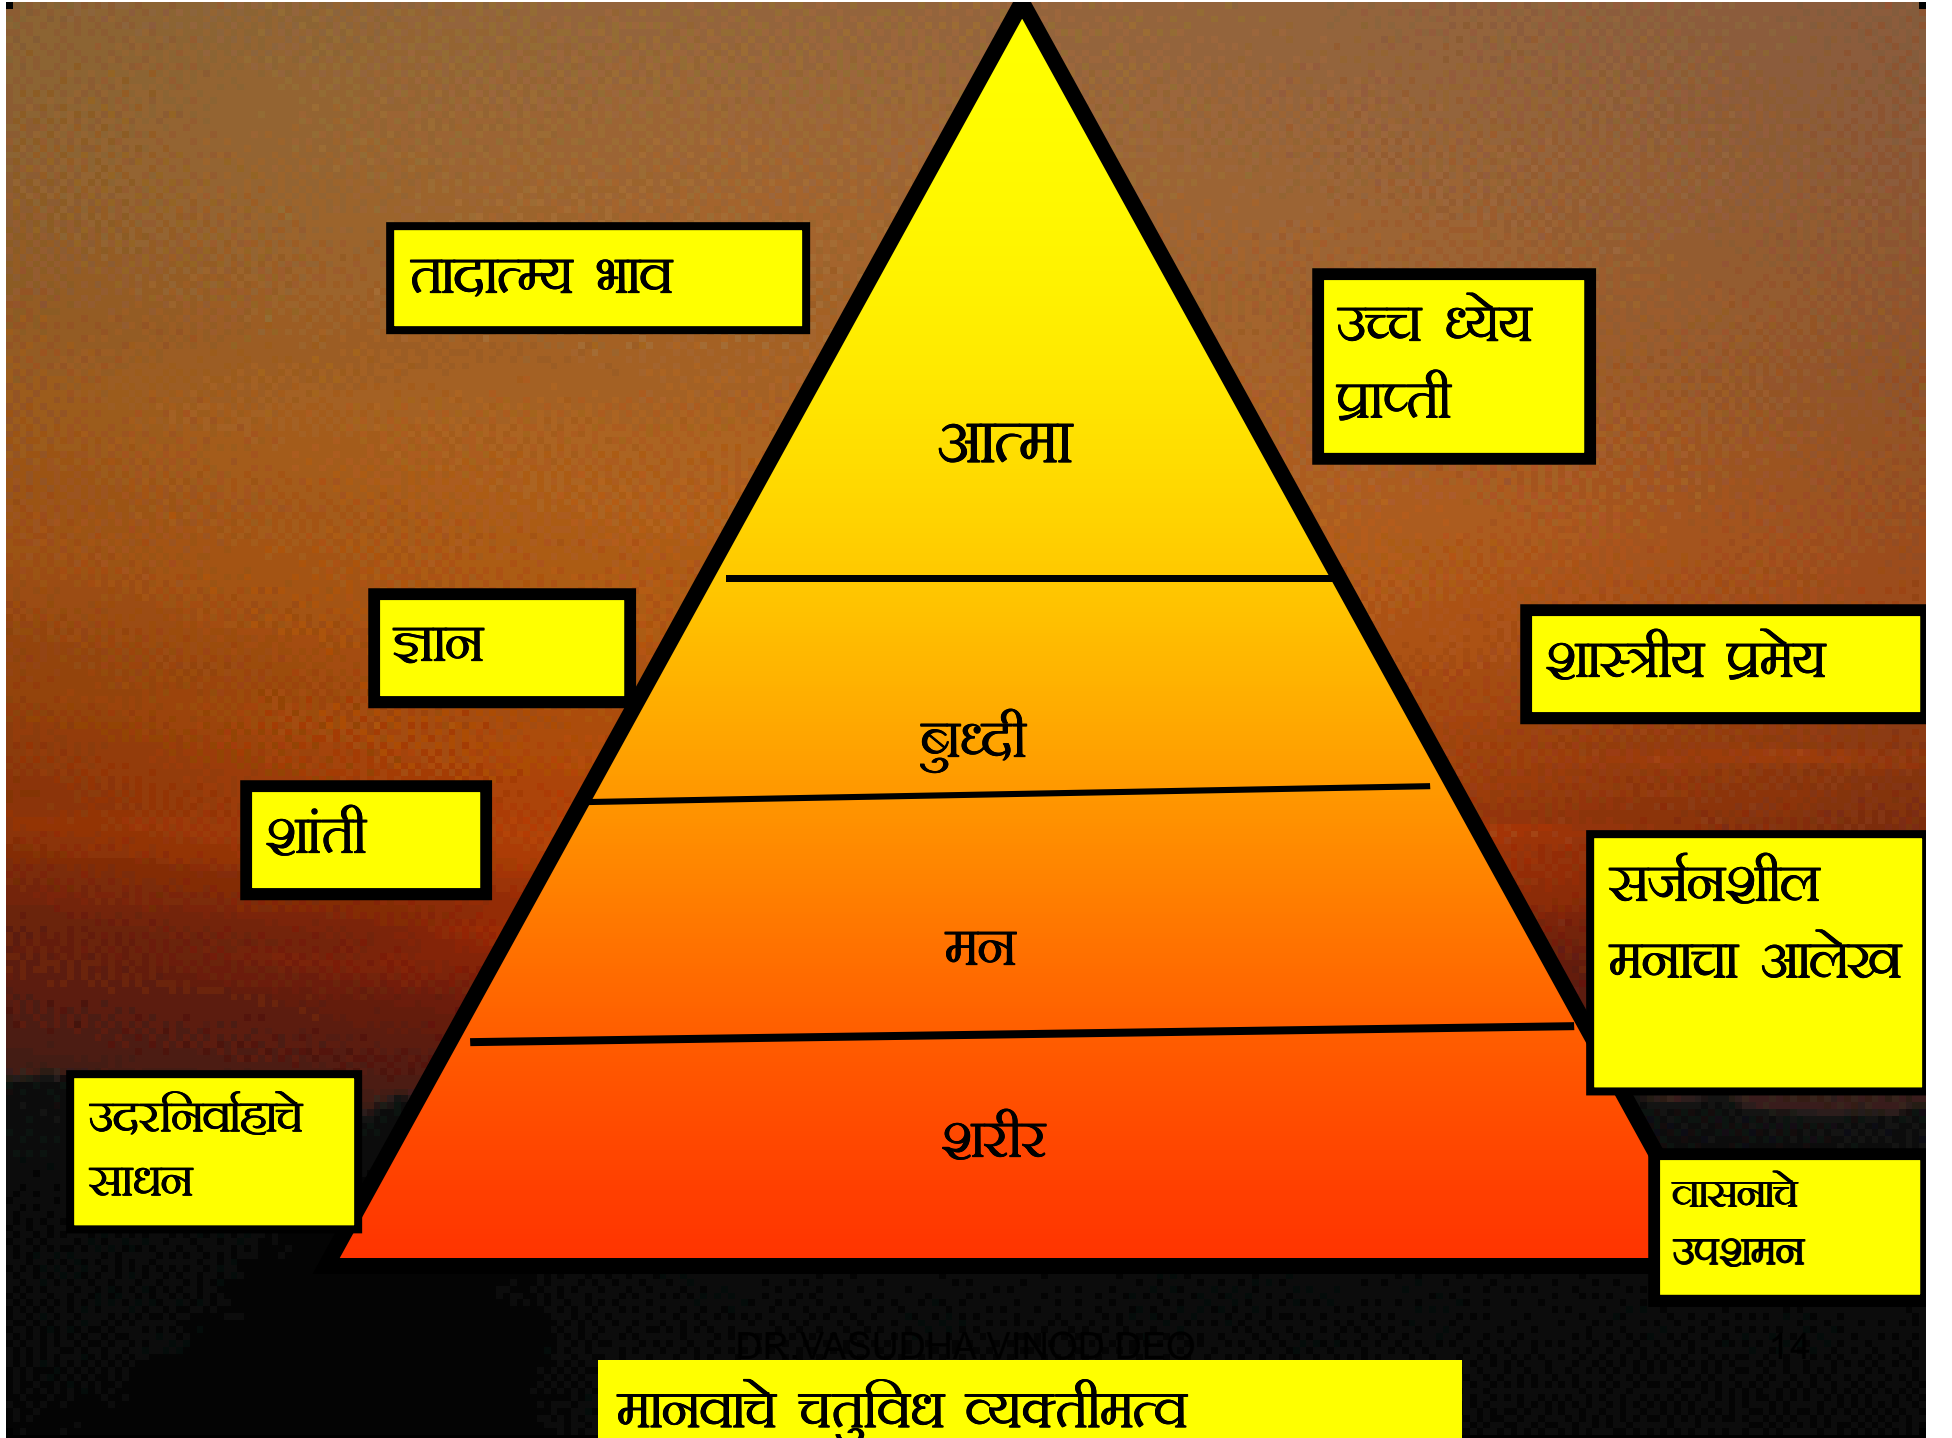 तादात्म्य भाव
उच्च ध्येय
प्राप्ती
आत्मा
ज्ञान
शास्त्रीय प्रमेय
बुध्दी
शांती
सर्जनशील
मनाचा आलेख
मन
उदरनिर्वाहाचे
साधन
शरीर
वासनाचे
उपशमन
DR.VASUDHA VINOD DEO
14
मानवाचे चतुविध व्यक्तीमत्व